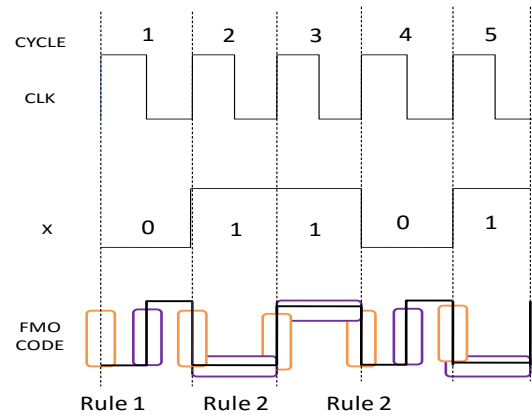 CYCLE 1 2 3 4 5
CLK
X 0 1 1 0 1
FMO
CODE
Rule 1 Rule 2 Rule 2